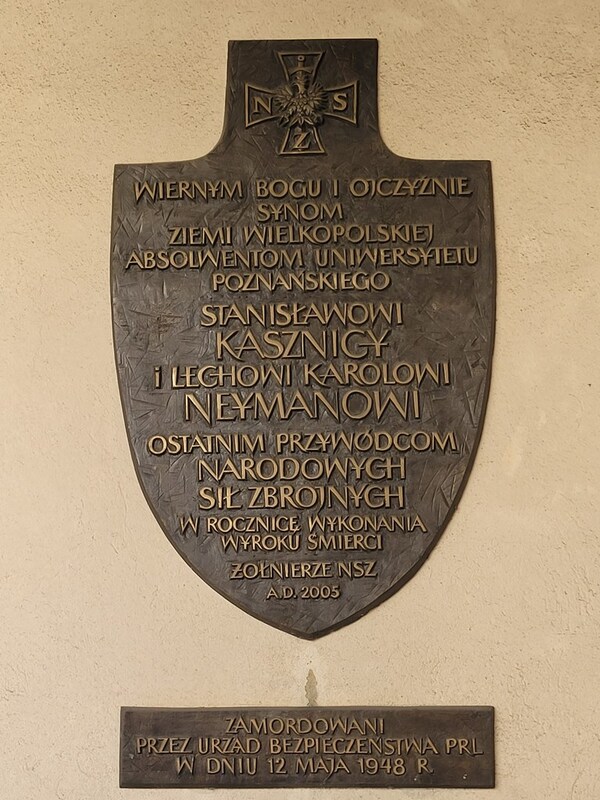 N S
Ż
WIERNYM BOGU I OJCZYŹNIE
SYNOM
ZIEMI WIELKOPOLSKIEJ
ABSOLWENTOM UNIWERSYTETU
POZNAŃSKIEGO
STANISŁAWOWI
KASZNICY
i LECHOWI KAROLOWI
NEYMANOWI
OSTATNIM PRZYWÓDCOM
NARODOWYCH
SIŁ ZBROJNYCH
W ROCZNICĘ WYKONANIA
WYROKU ŚMIERCI
ŻOŁNIERZE NSZ
A.D. 2005
ZAMORDOWANI
PRZEZ URZĄD BEZPIECZEŃSTWA PRL
W DNIU 12 MAJA 1948 R.